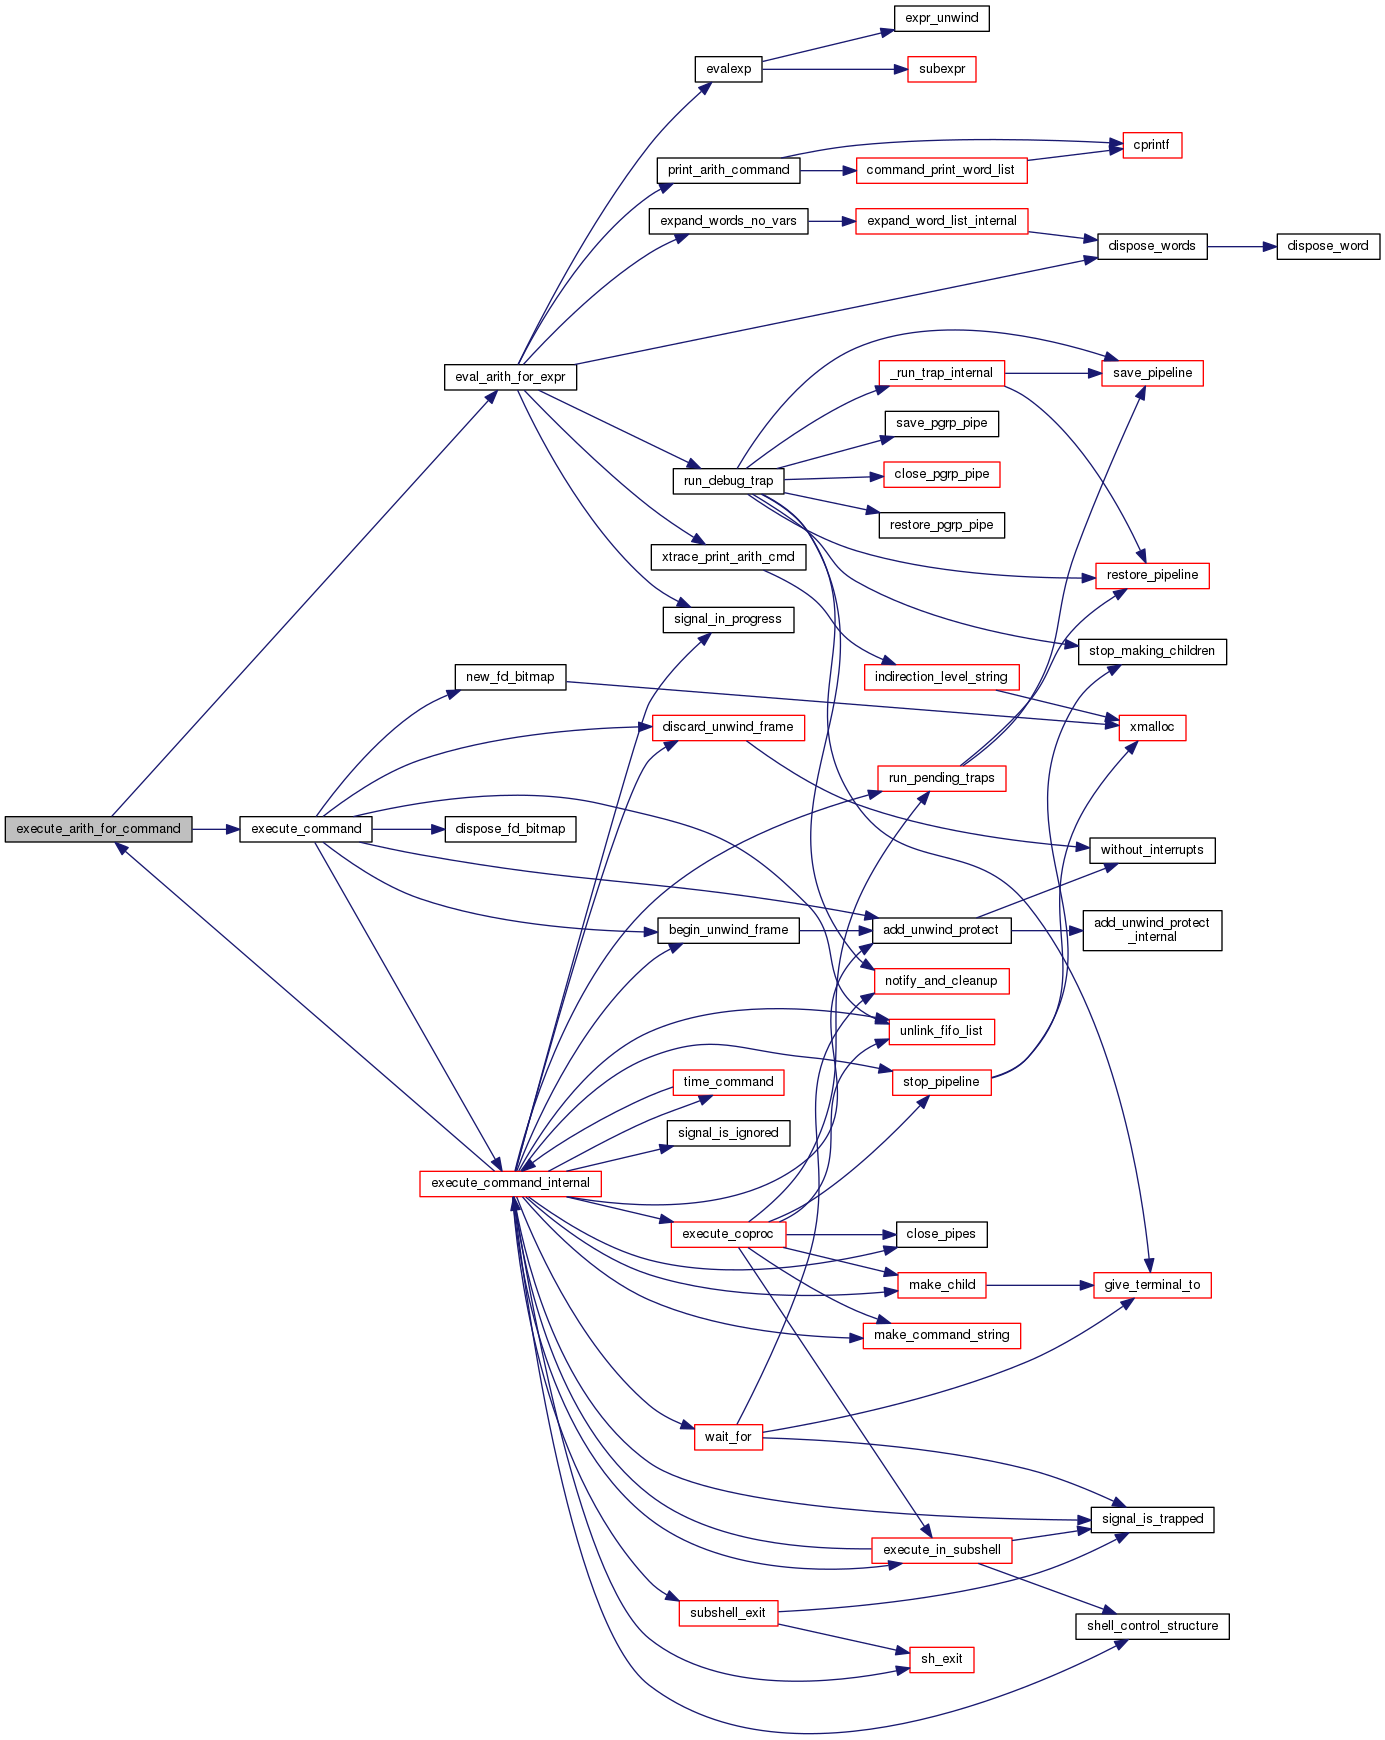 expr_unwind
evalexp
subexpr
cprintf
print_arith_command
command_print_word_list
expand_words_no_vars
expand_word_list_internal
dispose_words
dispose_word
eval_arith_for_expr
_run_trap_internal
save_pipeline
save_pgrp_pipe
run_debug_trap
close_pgrp_pipe
restore_pgrp_pipe
xtrace_print_arith_cmd
restore_pipeline
signal_in_progress
stop_making_children
new_fd_bitmap
indirection_level_string
discard_unwind_frame
xmalloc
run_pending_traps
execute_arith_for_command
execute_command
dispose_fd_bitmap
without_interrupts
begin_unwind_frame
add_unwind_protect
add_unwind_protect
_internal
notify_and_cleanup
unlink_fifo_list
time_command
stop_pipeline
signal_is_ignored
execute_command_internal
execute_coproc
close_pipes
make_child
give_terminal_to
make_command_string
wait_for
signal_is_trapped
execute_in_subshell
subshell_exit
shell_control_structure
sh_exit